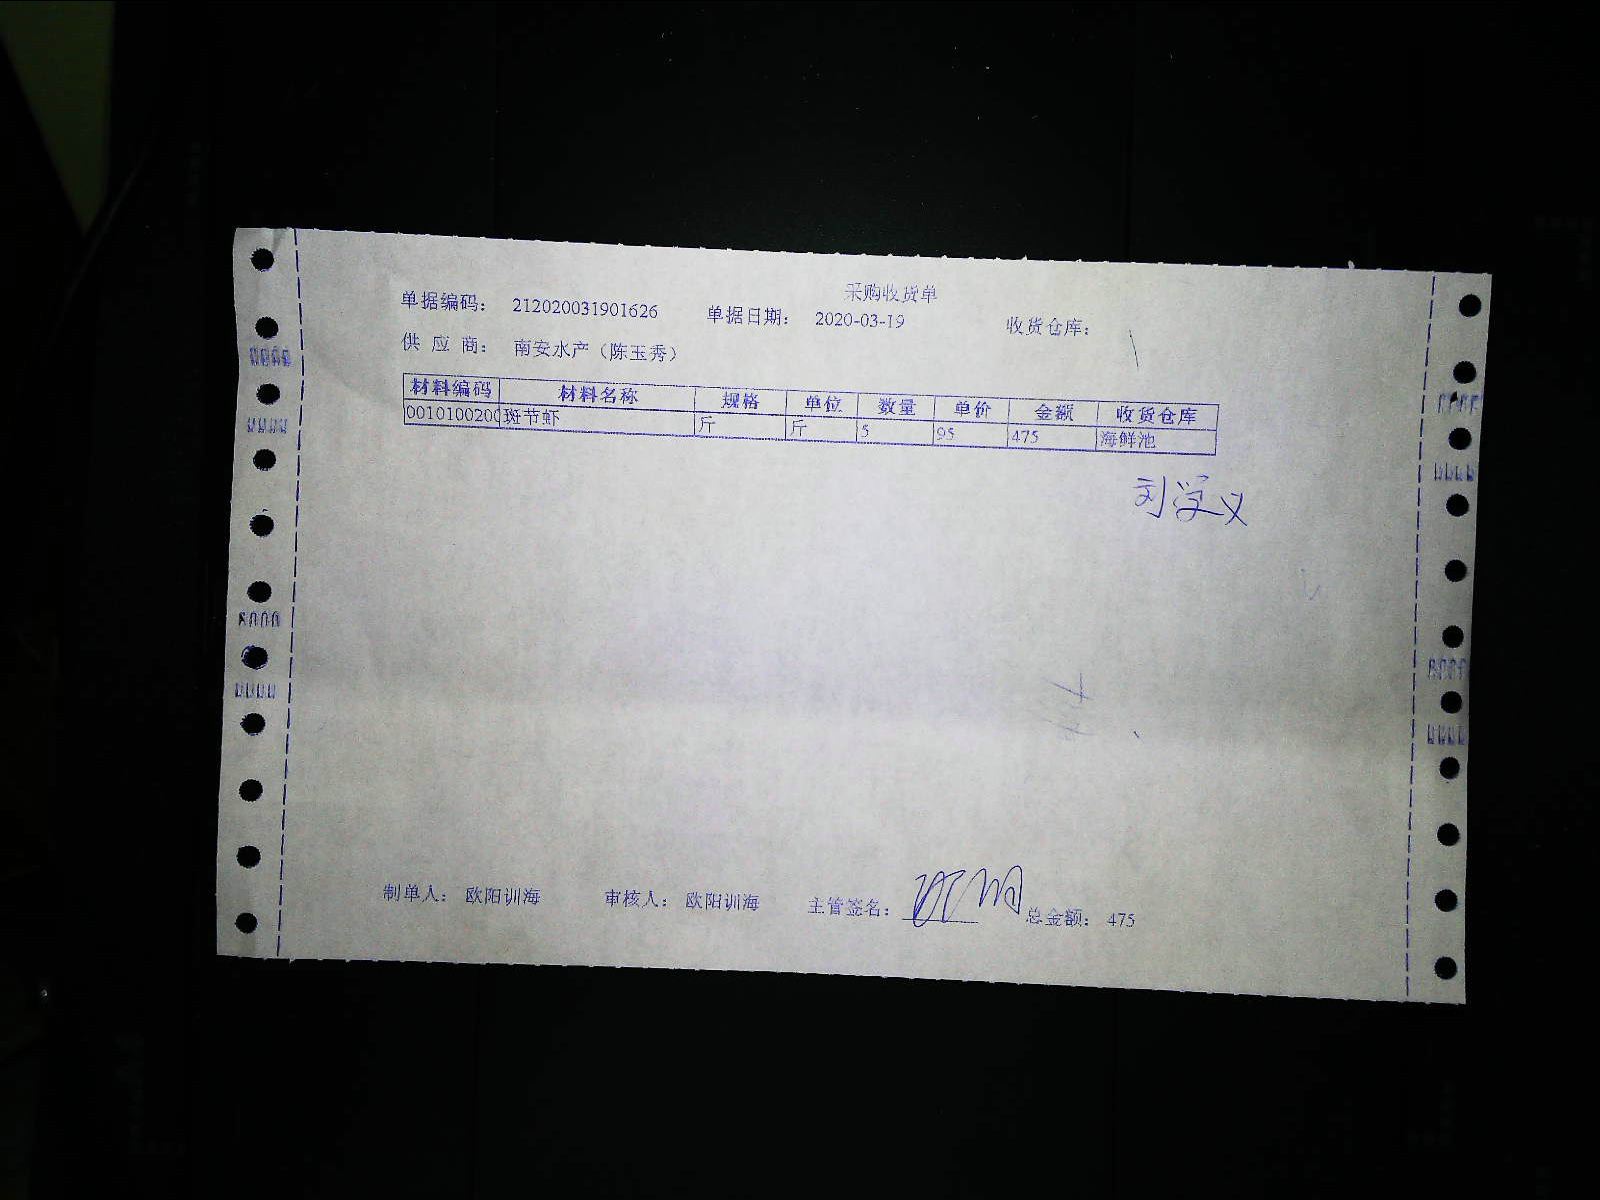 采购收货单
单据编码： 212020031901626 单据日期： 2020-03-19 收货仓库：
供 应 商： 南安水产（陈玉秀）
材料编码 材料名称 规格 单位 数量 单价 金额 收货仓库
0010100200 斑节虾 斤 斤 5 95 475 海鲜池
刘学义
制单人： 欧阳训海 审核人： 欧阳训海 主管签名： 总金额： 475